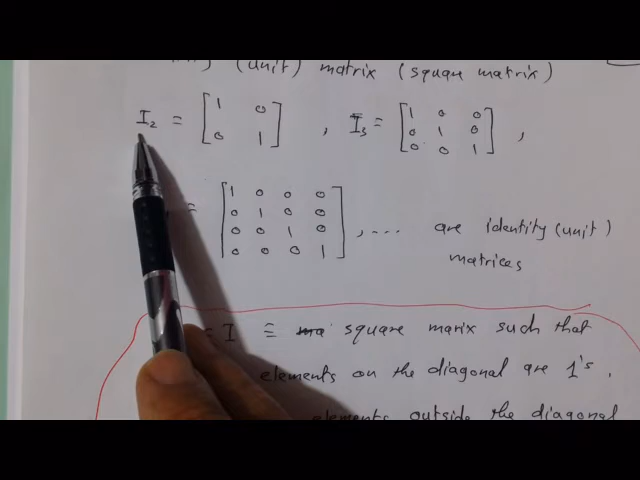 (unit) matrix (square matrix)
I₂ = [1 0 , I₃ = [1 0 0
0 1] 0 1 0
0 0 1] ,
= [1 0 0 0
0 1 0 0
0 0 1 0
0 0 0 1] , .... are identity (unit)
matrices
= I ≡ square marix such that
elements on the diagonal are 1's.
elements outside the diagonal